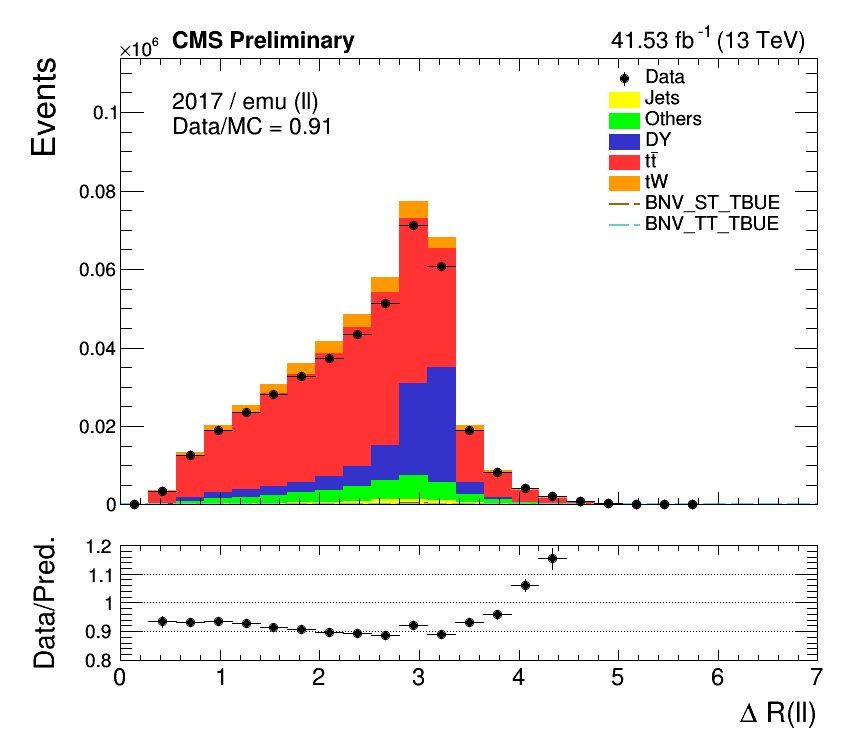 ×10⁶ CMS Preliminary 41.53 fb⁻¹ (13 TeV)
Events
2017 / emu (ll)
Data/MC = 0.91
Data
Jets
Others
DY
tt̄
tW
BNV_ST_TBUE
BNV_TT_TBUE
0.1
0.08
0.06
0.04
0.02
0
Data/Pred.
1.2
1.1
1
0.9
0.8
0 1 2 3 4 5 6 7
Δ R(ll)